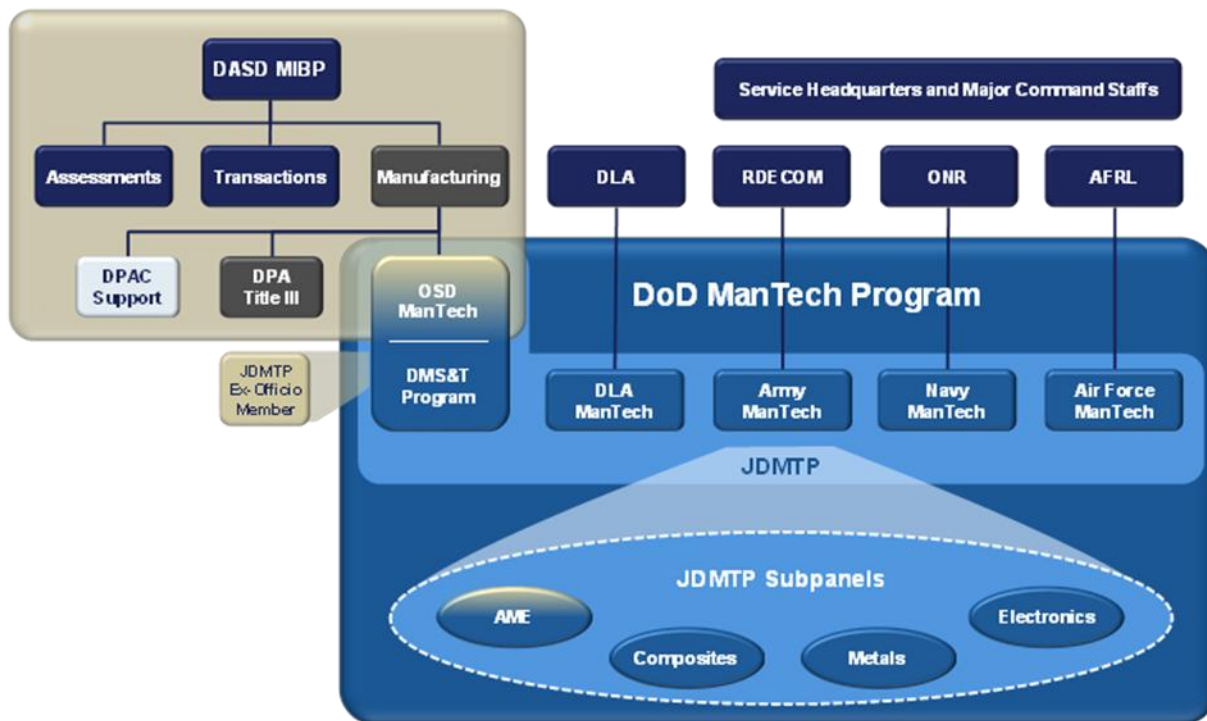 DASD MIBP
Service Headquarters and Major Command Staffs
Assessments
Transactions
Manufacturing
DLA
RDECOM
ONR
AFRL
DPAC
Support
DPA
Title III
OSD
ManTech
DoD ManTech Program
JDMTP
Ex-Officio
Member
DMS&T
Program
DLA
ManTech
Army
ManTech
Navy
ManTech
Air Force
ManTech
JDMTP
JDMTP Subpanels
AME
Composites
Metals
Electronics